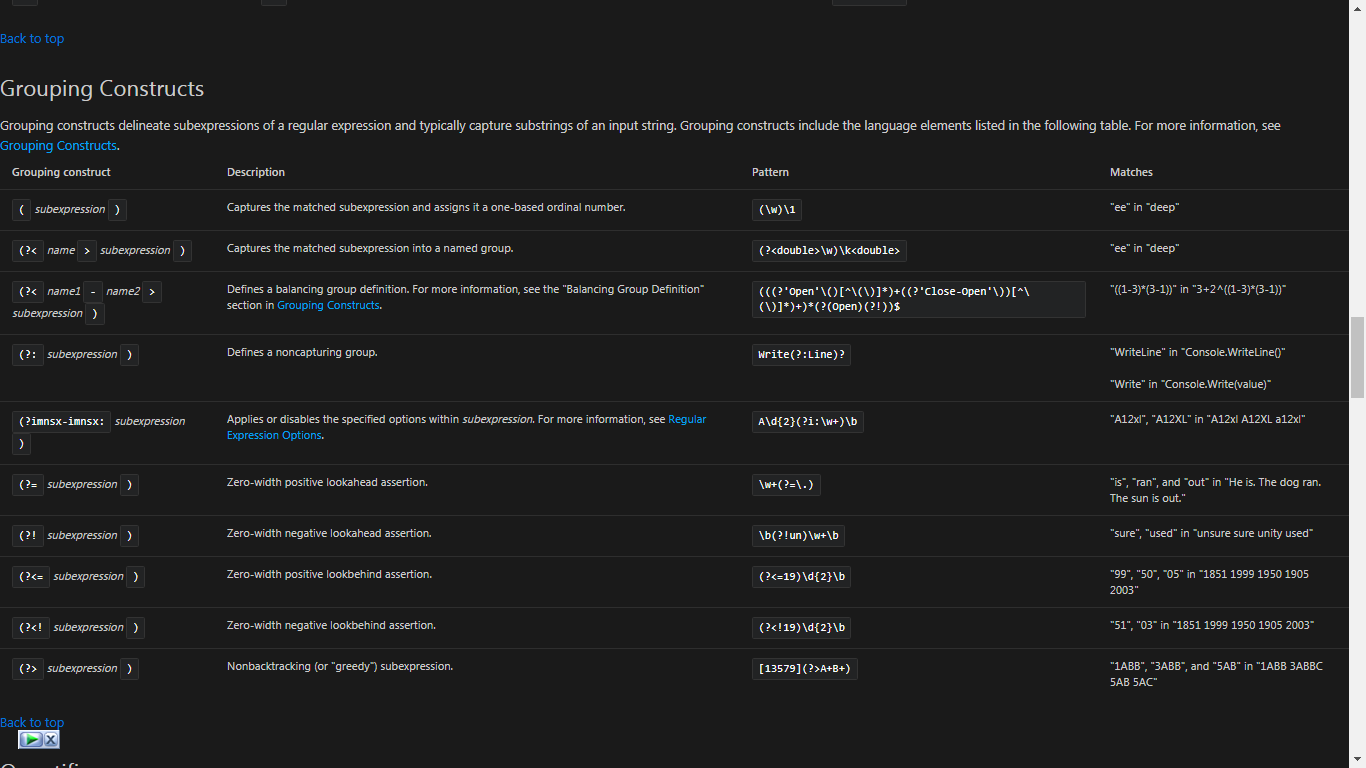 Back to top
Grouping Constructs
Grouping constructs delineate subexpressions of a regular expression and typically capture substrings of an input string. Grouping constructs include the language elements listed in the following table. For more information, see
Grouping Constructs.
Grouping construct Description Pattern Matches
( subexpression ) Captures the matched subexpression and assigns it a one-based ordinal number. (\w)\1 "ee" in "deep"
(?< name > subexpression ) Captures the matched subexpression into a named group. (?<double>\w)\k<double> "ee" in "deep"
(?< name1 - name2 > Defines a balancing group definition. For more information, see the "Balancing Group Definition" (((?'Open'\()[^\(\)]*)+((?'Close-Open'\))[^\ "((1-3)*(3-1))" in "3+2^((1-3)*(3-1))"
subexpression ) section in Grouping Constructs. (\)]*)+)*(?(Open)(?!))$
(?: subexpression ) Defines a noncapturing group. Write(?:Line)? "WriteLine" in "Console.WriteLine()"
"Write" in "Console.Write(value)"
(?imnsx-imnsx: subexpression Applies or disables the specified options within subexpression. For more information, see Regular A\d{2}(?i:\w+)\b "A12xl", "A12XL" in "A12xl A12XL a12xl"
) Expression Options.
(?= subexpression ) Zero-width positive lookahead assertion. \w+(?=\.) "is", "ran", and "out" in "He is. The dog ran.
The sun is out."
(?! subexpression ) Zero-width negative lookahead assertion. \b(?!un)\w+\b "sure", "used" in "unsure sure unity used"
(?<= subexpression ) Zero-width positive lookbehind assertion. (?<=19)\d{2}\b "99", "50", "05" in "1851 1999 1950 1905
2003"
(?<! subexpression ) Zero-width negative lookbehind assertion. (?<!19)\d{2}\b "51", "03" in "1851 1999 1950 1905 2003"
(?> subexpression ) Nonbacktracking (or "greedy") subexpression. [13579](?>A+B+) "1ABB", "3ABB", and "5AB" in "1ABB 3ABBC
5AB 5AC"
Back to top